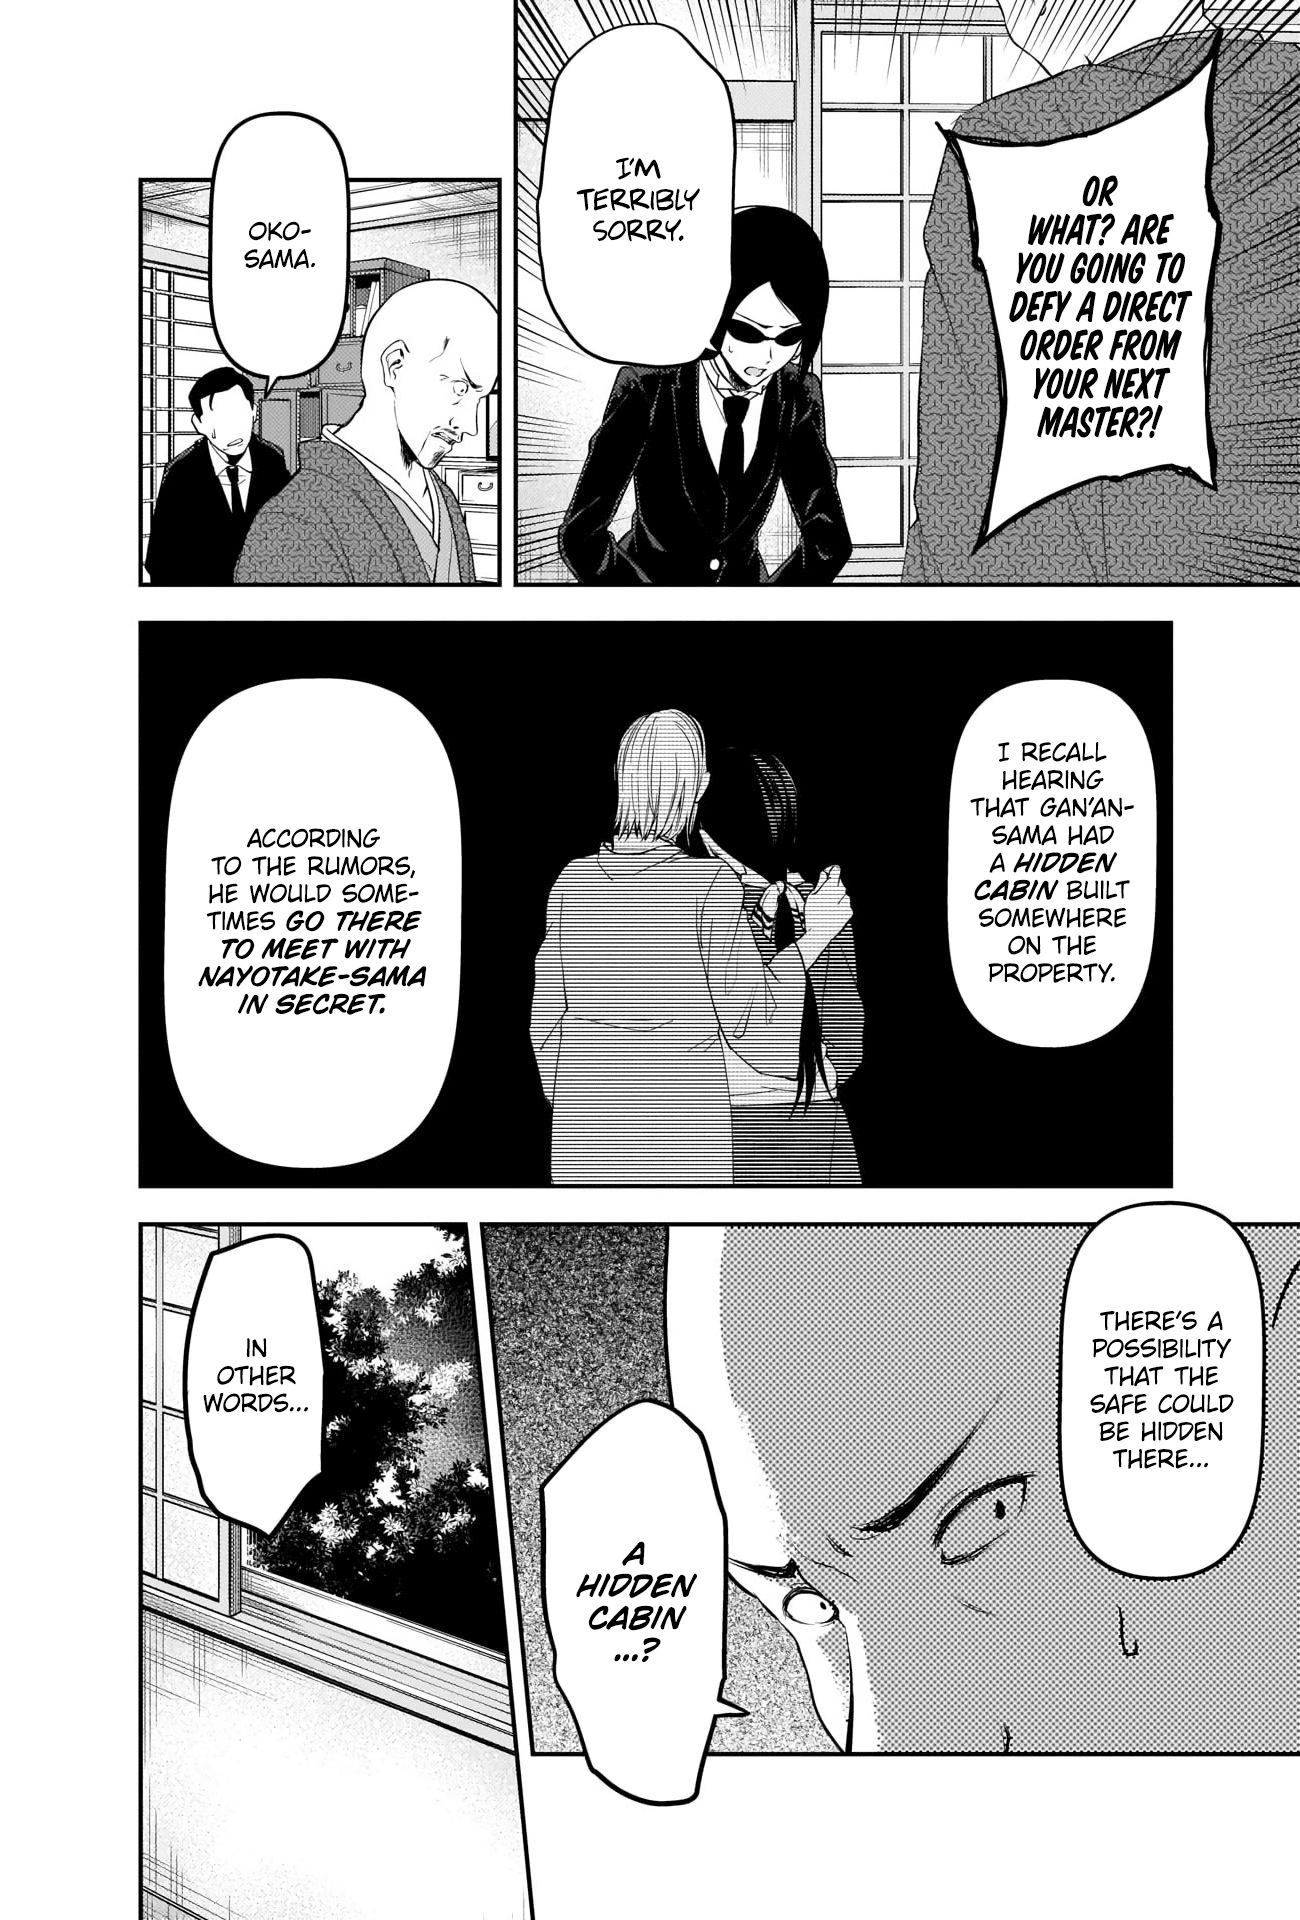 OR
WHAT? ARE
YOU GOING TO
DEFY A DIRECT
ORDER FROM
YOUR NEXT
MASTER?!
I'M
TERRIBLY
SORRY.
OKO-
SAMA.
I RECALL
HEARING
THAT GAN'AN-
SAMA HAD
A HIDDEN
CABIN BUILT
SOMEWHERE
ON THE
PROPERTY.
ACCORDING
TO THE RUMORS,
HE WOULD SOME-
TIMES GO THERE
TO MEET WITH
NAYOTAKE-SAMA
IN SECRET.
THERE'S A
POSSIBILITY
THAT THE
SAFE COULD
BE HIDDEN
THERE...
A
HIDDEN
CABIN
...?
IN
OTHER
WORDS...